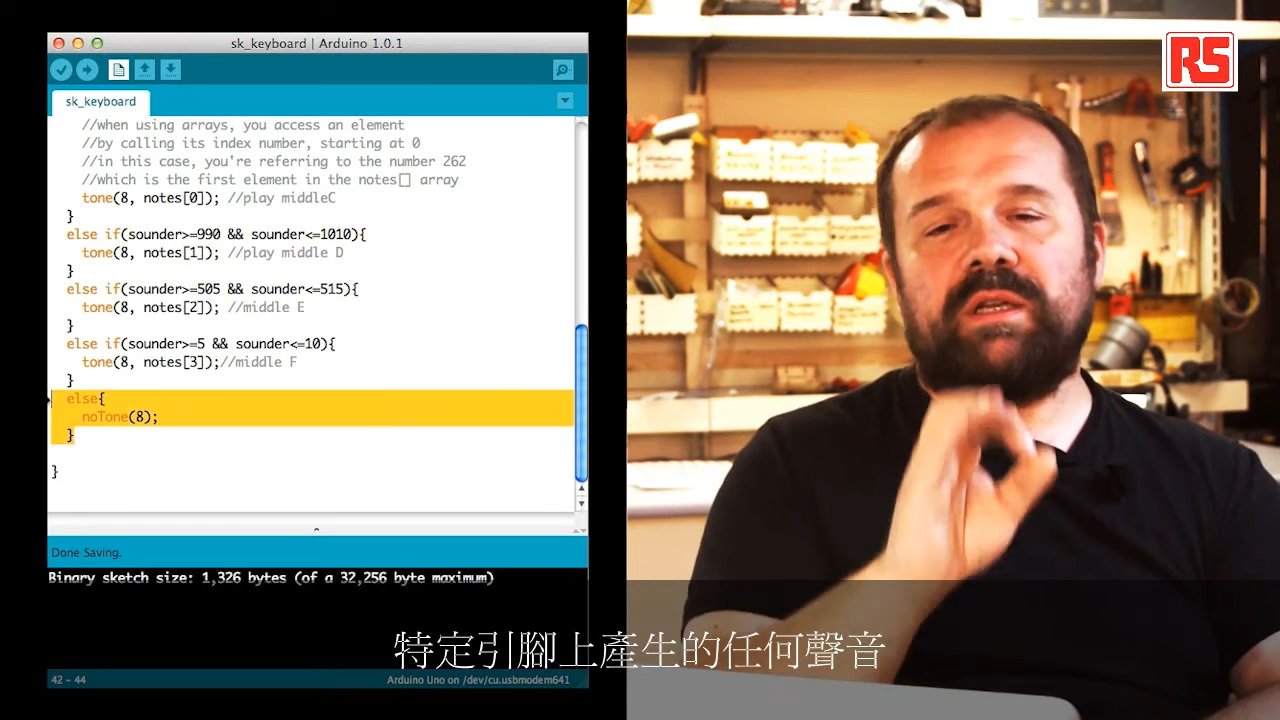 sk_keyboard | Arduino 1.0.1
RS
sk_keyboard
//when using arrays, you access an element
//by calling its index number, starting at 0
//in this case, you're referring to the number 262
//which is the first element in the notes[] array
tone(8, notes[0]); //play middleC
}
else if(sounder>=990 && sounder<=1010){
tone(8, notes[1]); //play middle D
}
else if(sounder>=505 && sounder<=515){
tone(8, notes[2]); //middle E
}
else if(sounder>=5 && sounder<=10){
tone(8, notes[3]);//middle F
}
else{
noTone(8);
}
}
Done Saving.
Binary sketch size: 1,326 bytes (of a 32,256 byte maximum)
特定引腳上產生的任何聲音
42 - 44
Arduino Uno on /dev/cu.usbmodem641